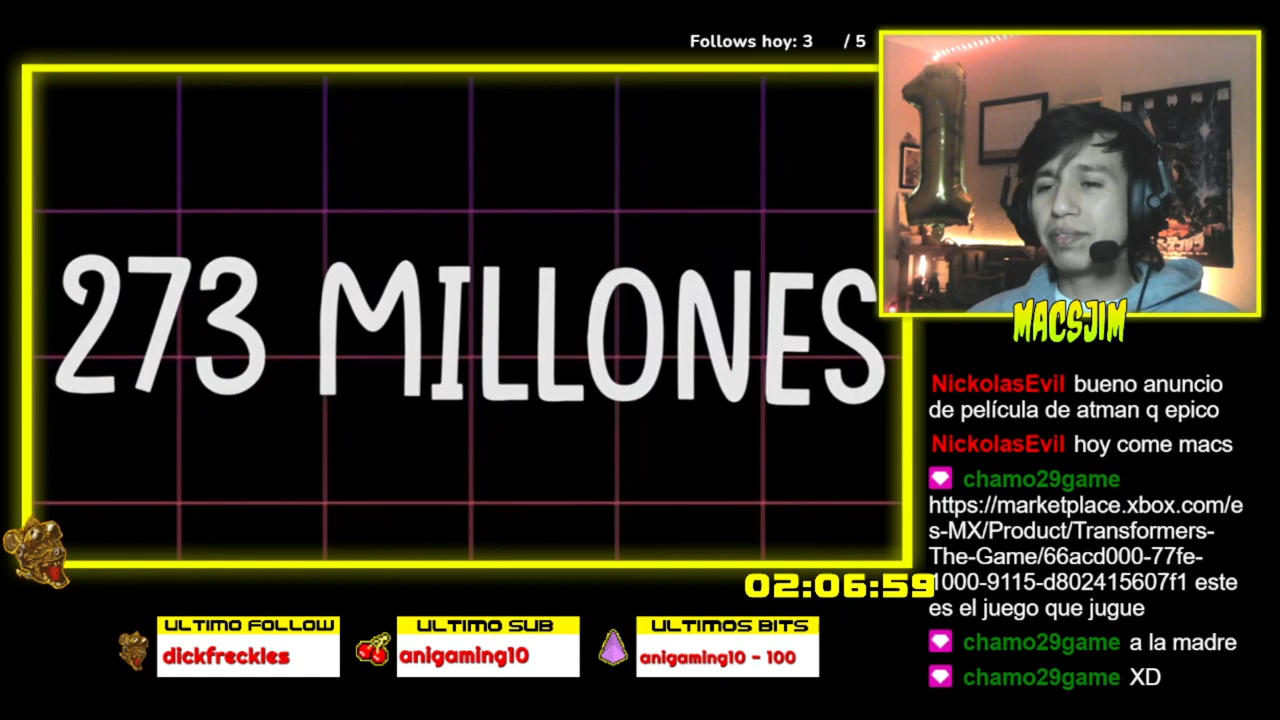 Follows hoy: 3 / 5
273 MILLONES
MACSJIM
NickolasEvil bueno anuncio
de película de atman q epico
NickolasEvil hoy come macs
chamo29game
https://marketplace.xbox.com/e
s-MX/Product/Transformers-
The-Game/66acd000-77fe-
1000-9115-d802415607f1 este
es el juego que jugue
chamo29game a la madre
chamo29game XD
02:06:59
ULTIMO FOLLOW
dickfreckles
ULTIMO SUB
anigaming10
ULTIMOS BITS
anigaming10 - 100